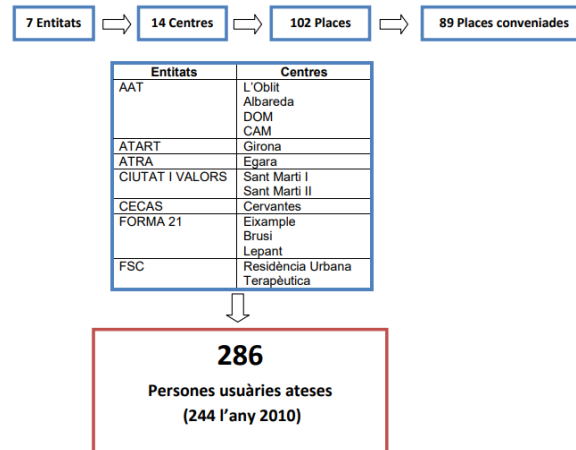 7 Entitats 14 Centres 102 Places 89 Places conveniades
Entitats Centres
AAT L'Oblit
Albareda
DOM
CAM
ATART Girona
ATRA Egara
CIUTAT I VALORS Sant Marti I
Sant Marti II
CECAS Cervantes
FORMA 21 Eixample
Brusi
Lepant
FSC Residència Urbana
Terapèutica
286
Persones usuàries ateses
(244 l'any 2010)